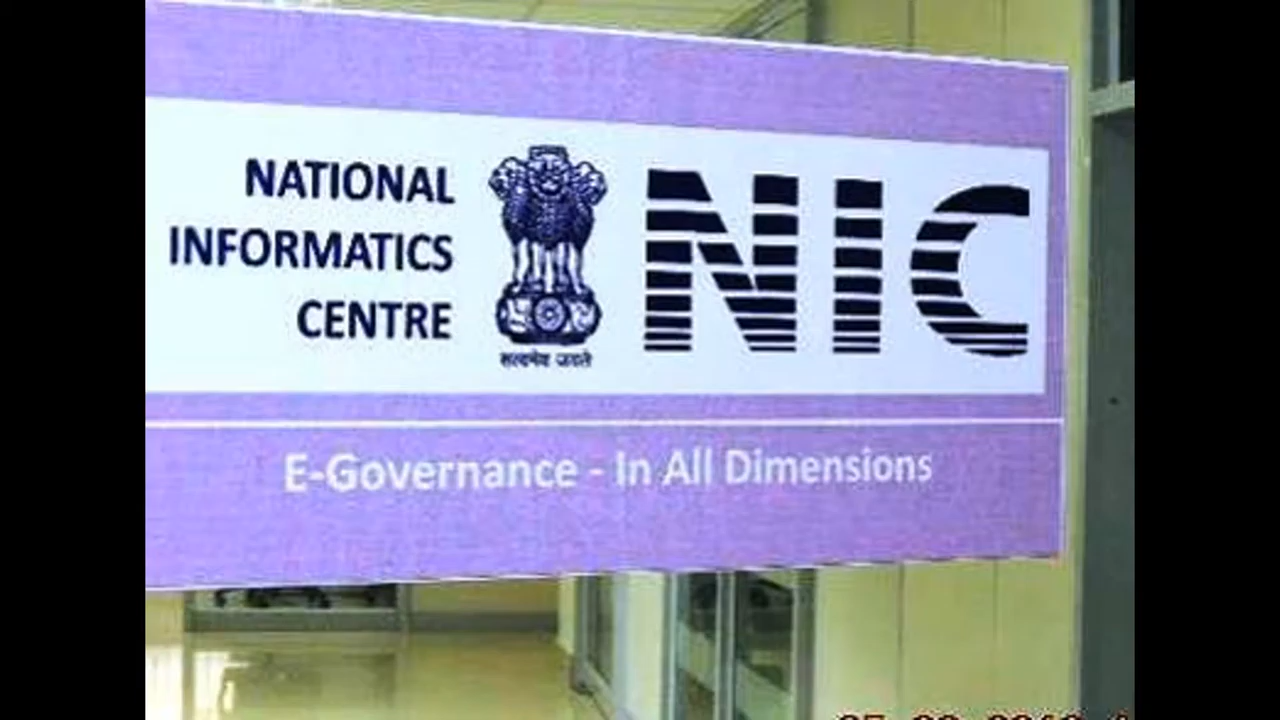 NATIONAL
INFORMATICS
CENTRE
सत्यमेव जयते
NIC
E-Governance - In All Dimensions